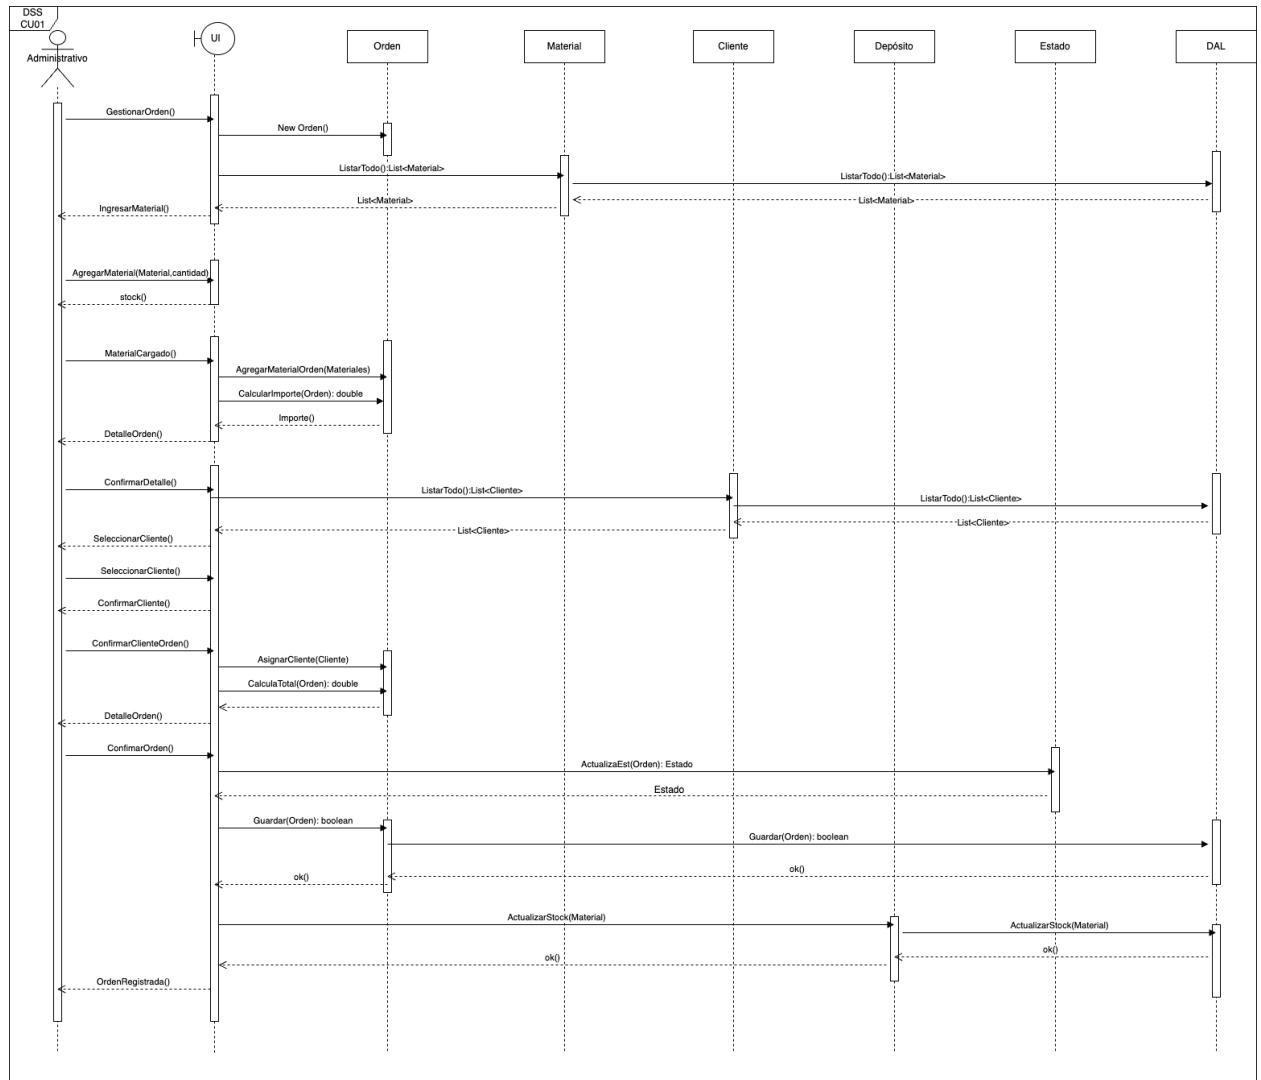 DSS
CU01
UI
Orden
Material
Cliente
Depósito
Estado
DAL
Administrativo
GestionarOrden()
New Orden()
ListarTodo():List<Material>
ListarTodo():List<Material>
List<Material>
List<Material>
IngresarMaterial()
AgregarMaterial(Material,cantidad)
stock()
MaterialCargado()
AgregarMaterialOrden(Materiales)
CalcularImporte(Orden): double
Importe()
DetalleOrden()
ConfirmarDetalle()
ListarTodo():List<Cliente>
ListarTodo():List<Cliente>
List<Cliente>
List<Cliente>
SeleccionarCliente()
SeleccionarCliente()
ConfirmarCliente()
ConfirmarClienteOrden()
AsignarCliente(Cliente)
CalculaTotal(Orden): double
DetalleOrden()
ConfimarOrden()
ActualizaEst(Orden): Estado
Estado
Guardar(Orden): boolean
Guardar(Orden): boolean
ok()
ok()
ActualizarStock(Material)
ActualizarStock(Material)
ok()
ok()
OrdenRegistrada()